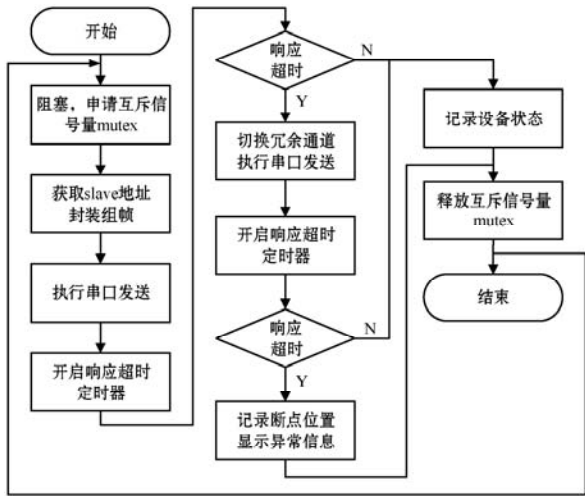 开始
阻塞，申请互斥信
号量mutex
获取slave地址
封装组帧
执行串口发送
开启响应超时
定时器
响应
超时
N
Y
切换冗余通道
执行串口发送
开启响应超时
定时器
响应
超时
N
Y
记录断点位置
显示异常信息
记录设备状态
释放互斥信号量
mutex
结束